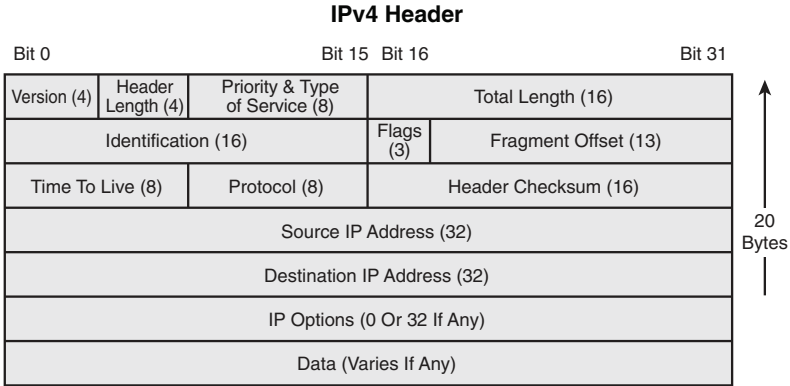 IPv4 Header
Bit 0 Bit 15 Bit 16 Bit 31
Version (4)
Header
Length (4)
Priority & Type
of Service (8)
Total Length (16)
Identification (16)
Flags
(3)
Fragment Offset (13)
Time To Live (8)
Protocol (8)
Header Checksum (16)
Source IP Address (32)
Destination IP Address (32)
IP Options (0 Or 32 If Any)
Data (Varies If Any)
20
Bytes